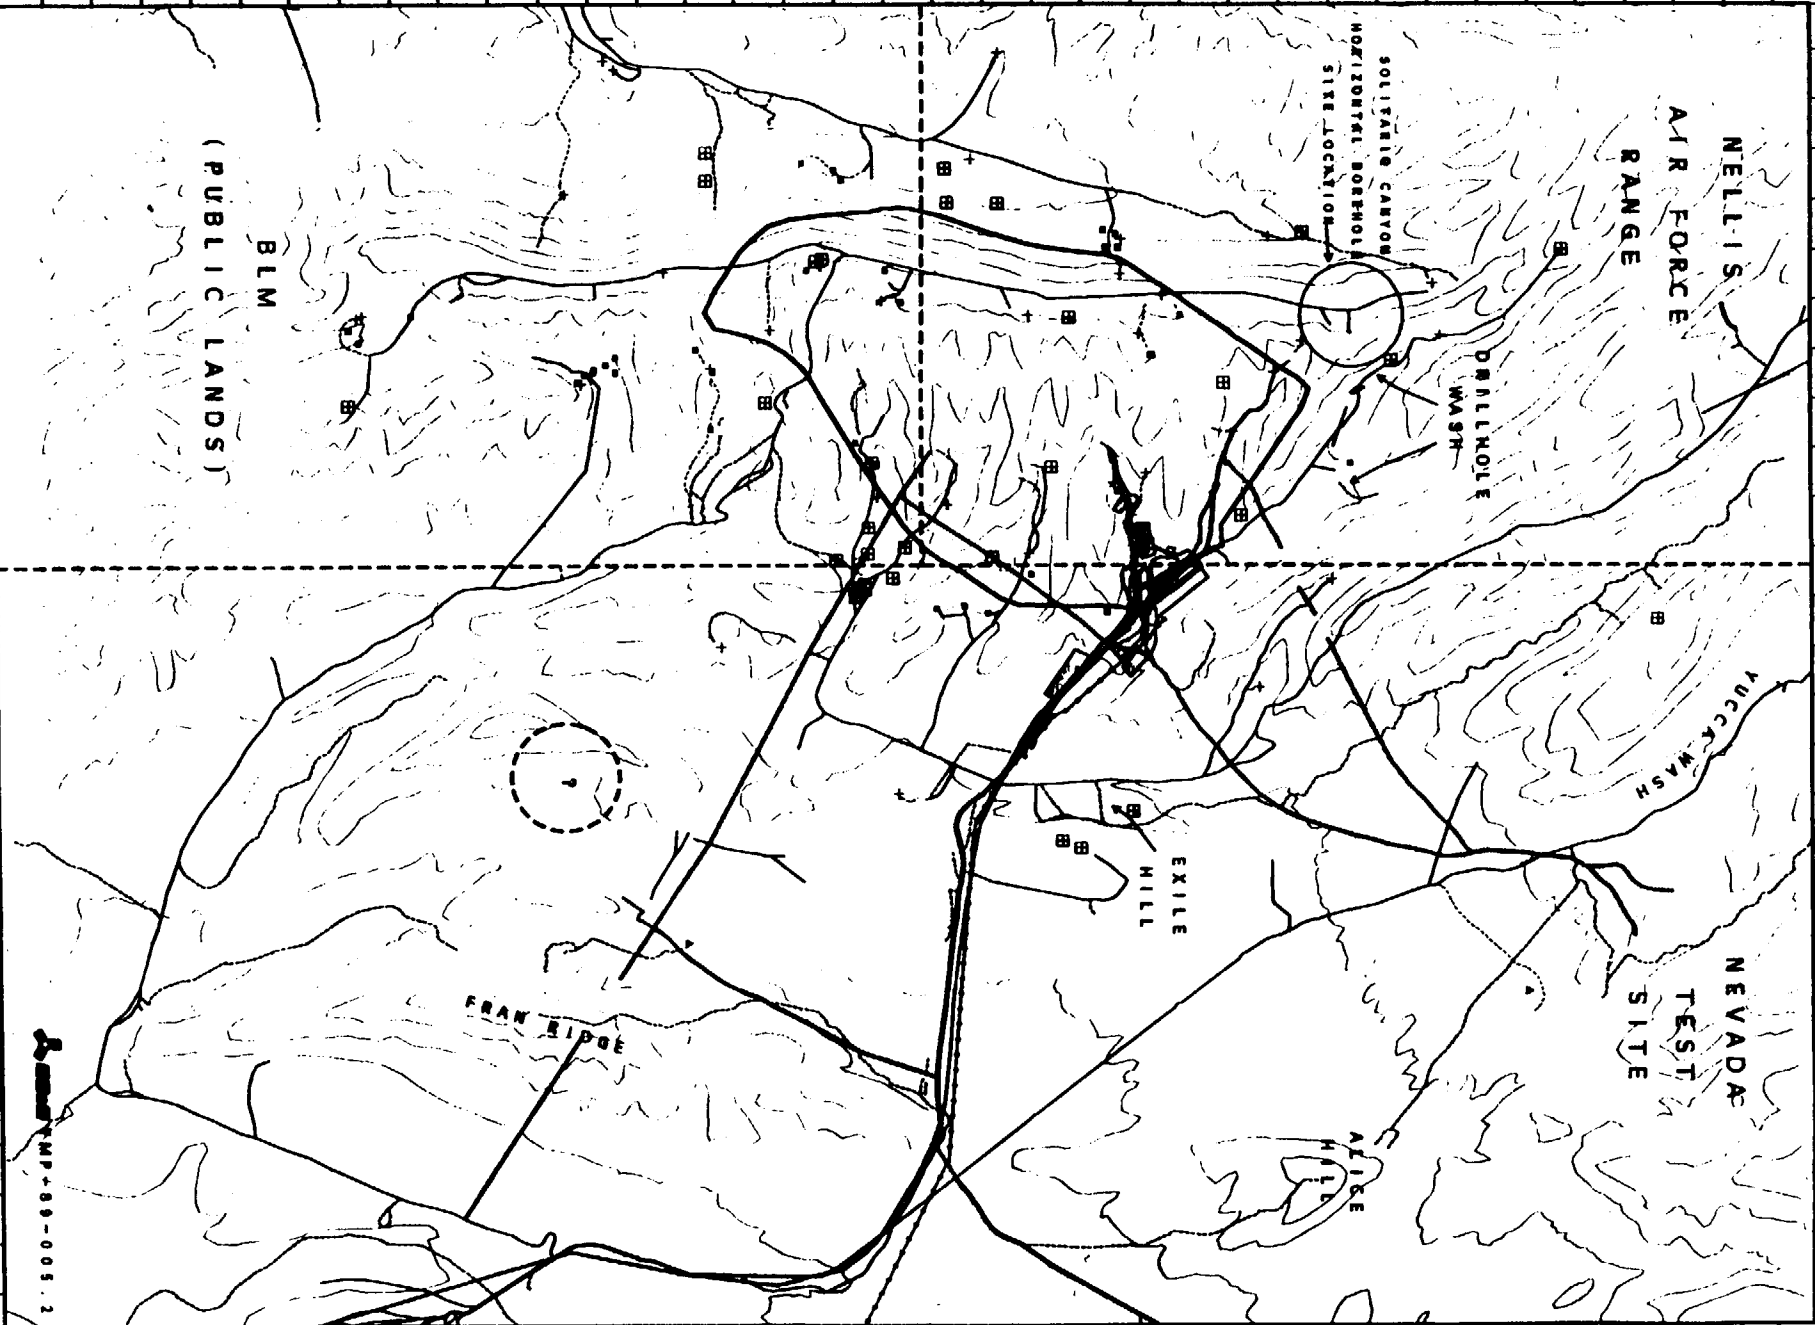 NELLIS
AIR FORCE
RANGE
SOLITARIO CANYON
HORIZONTAL BOREHOLE
SITE LOCATION
DRILLHOLE
WASH
BLM
(PUBLIC LANDS)
YUCCA WASH
NEVADA
TEST
SITE
EXILE
HILL
ALICE
HILL
FRAN RIDGE
YMP-89-005.2